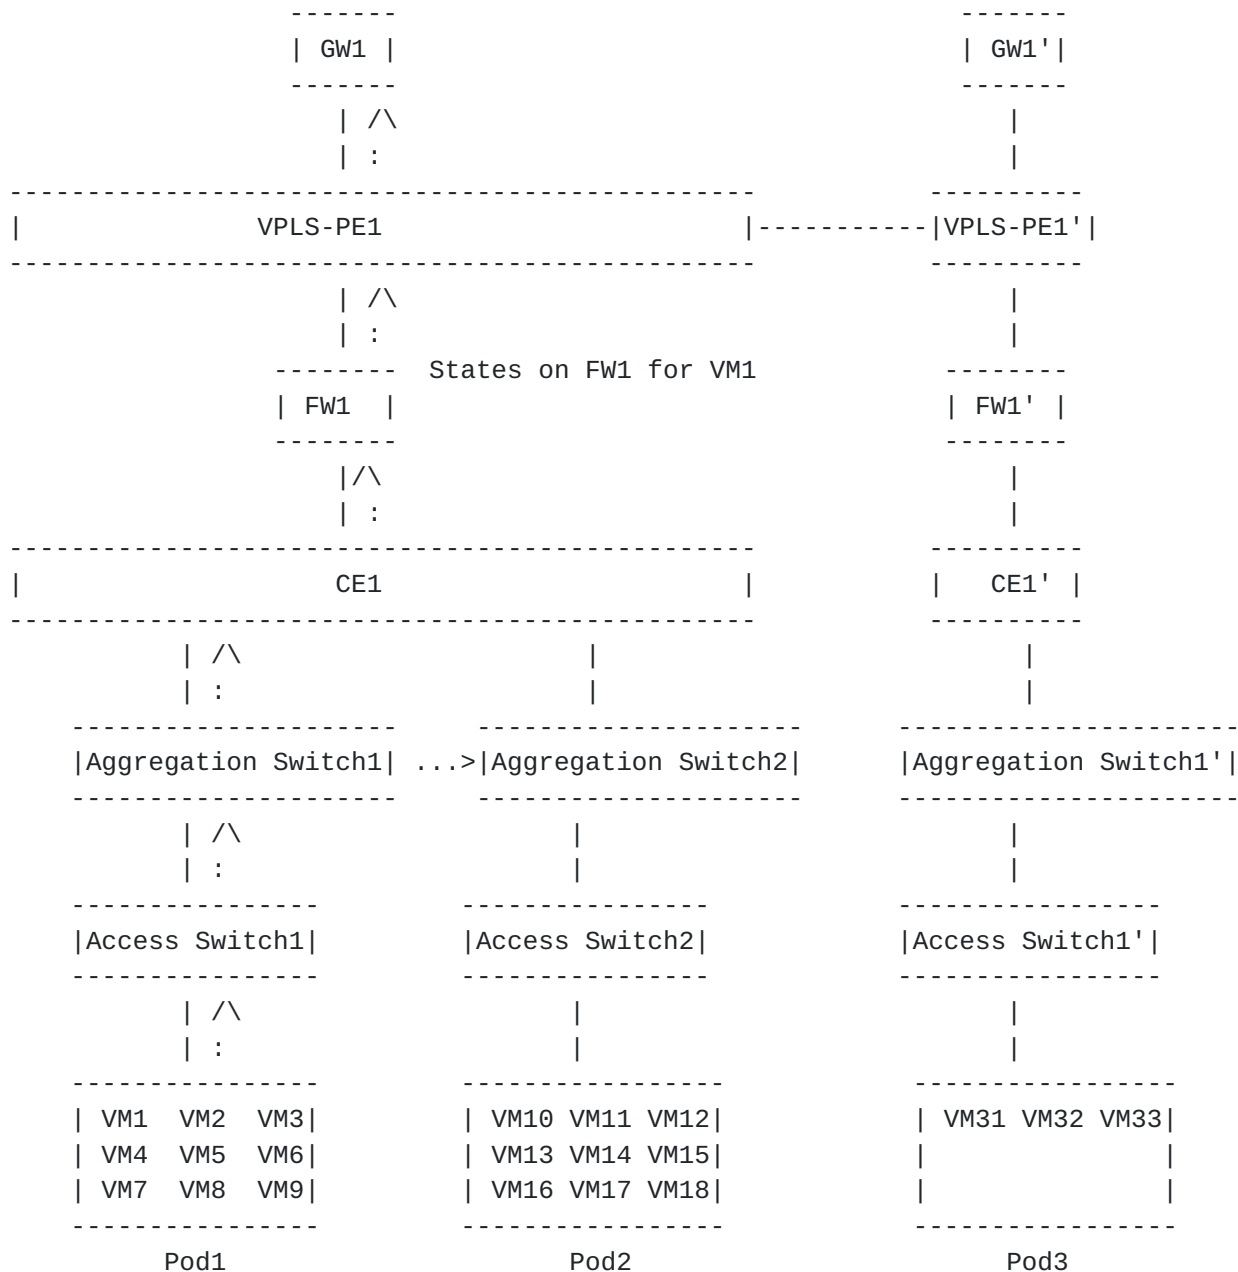 GW1 GW1'
VPLS-PE1 VPLS-PE1'
States on FW1 for VM1
FW1 FW1'
CE1 CE1'
Aggregation Switch1 ...> Aggregation Switch2 Aggregation Switch1'
Access Switch1 Access Switch2 Access Switch1'
VM1 VM2 VM3 VM10 VM11 VM12 VM31 VM32 VM33
VM4 VM5 VM6 VM13 VM14 VM15
VM7 VM8 VM9 VM16 VM17 VM18
Pod1 Pod2 Pod3